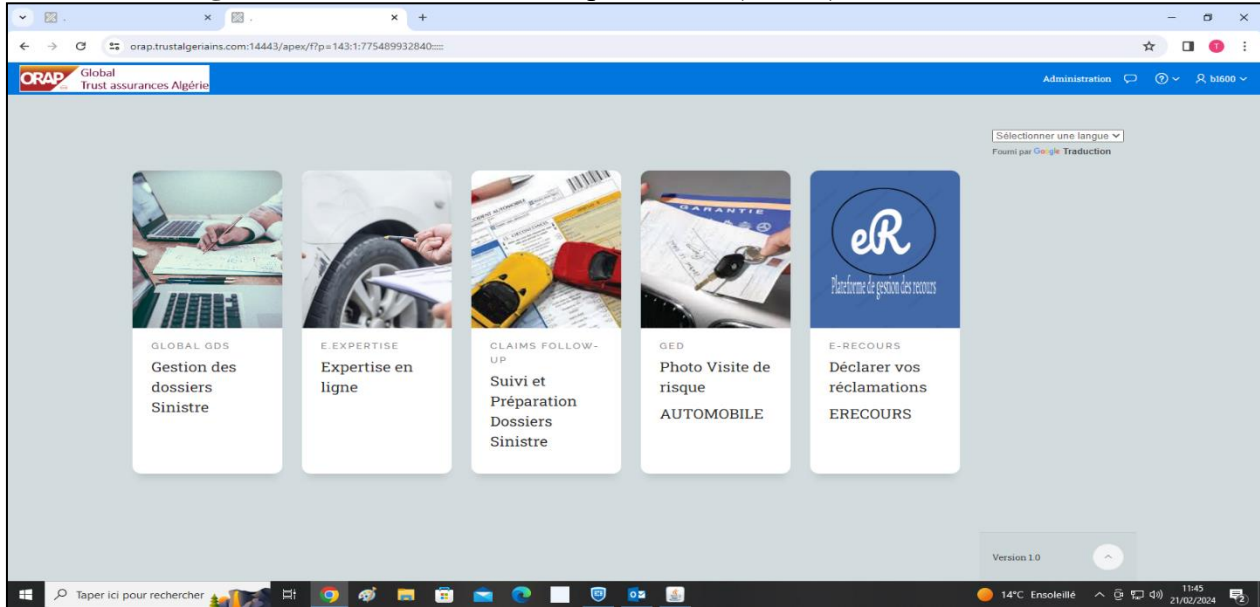 orap.trustalgeriains.com:14443/apex/f?p=143:1:775489932840:::::
T
ORAP
Global
Trust assurances Algérie
Administration
b1600
Sélectionner une langue
Fourni par Google Traduction
GARANTIE
eR
Plateforme de gestion des recours
GLOBAL GDS
Gestion des
dossiers
Sinistre
E.EXPERTISE
Expertise en
ligne
CLAIMS FOLLOW-
UP
Suivi et
Préparation
Dossiers
Sinistre
GED
Photo Visite de
risque
AUTOMOBILE
E-RECOURS
Déclarer vos
réclamations
ERECOURS
Version 1.0
Taper ici pour rechercher
14°C Ensoleillé
11:45
21/02/2024
2